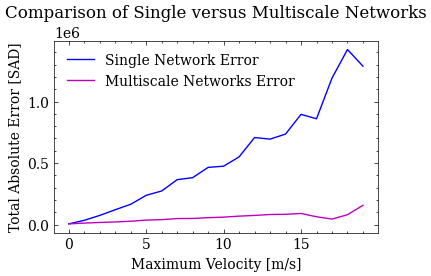 Comparison of Single versus Multiscale Networks
1e6
Single Network Error
Multiscale Networks Error
Total Absolute Error [SAD]
1.0
0.5
0.0
0 5 10 15
Maximum Velocity [m/s]